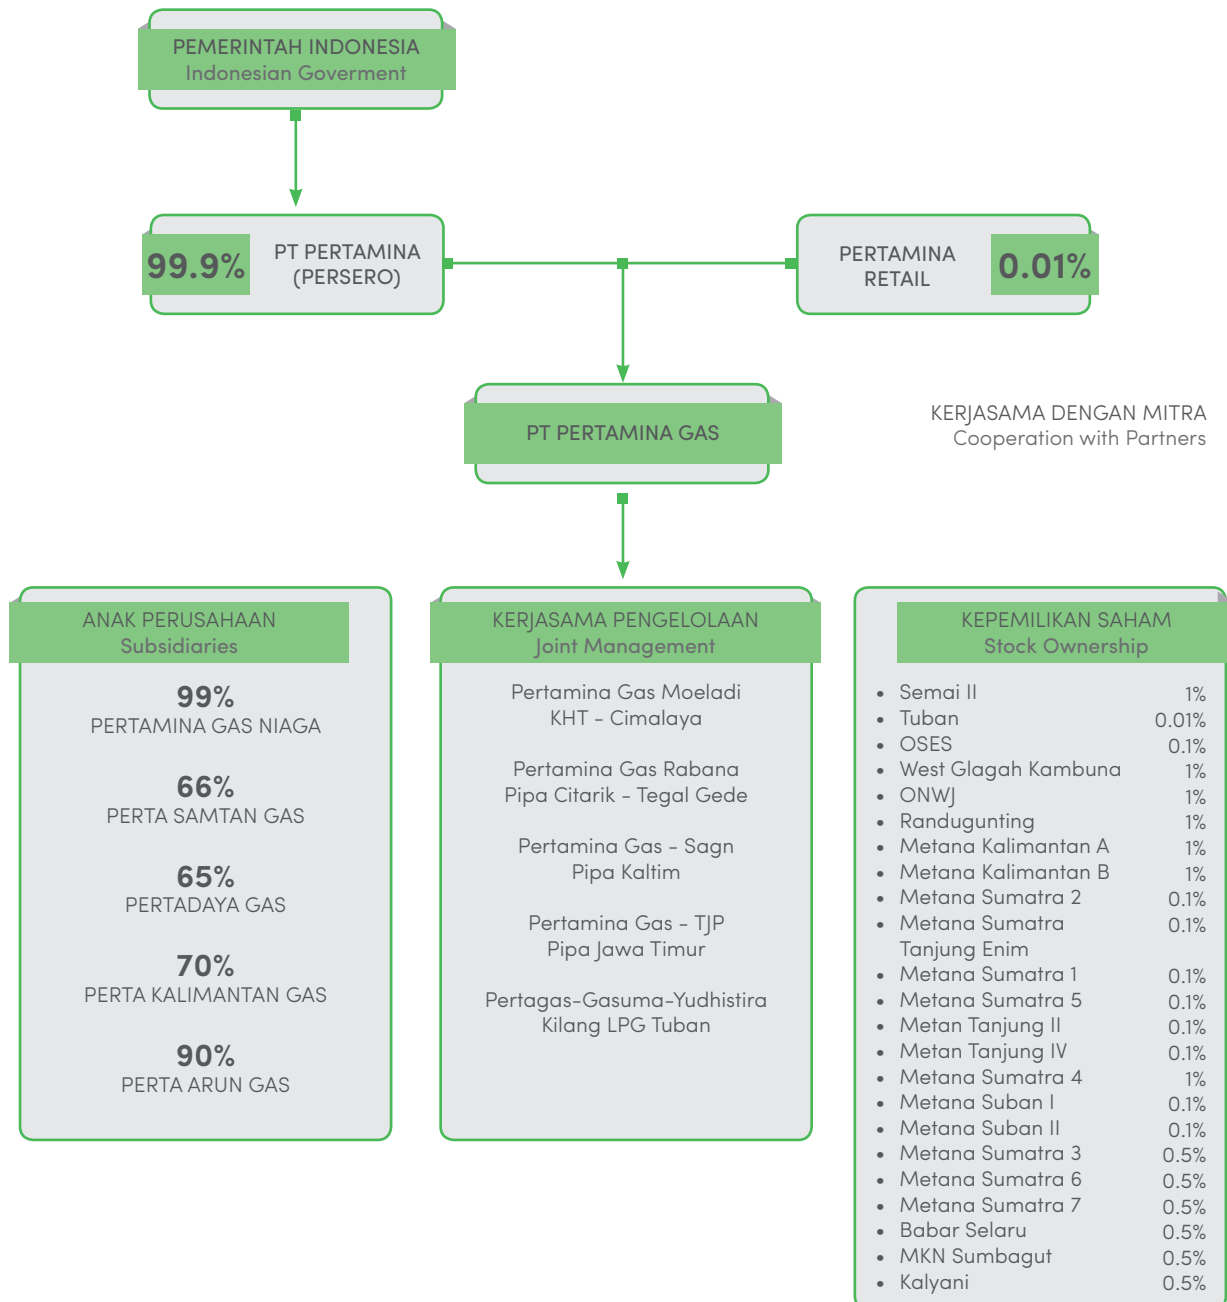 PEMERINTAH INDONESIA
Indonesian Goverment
99.9%
PT PERTAMINA
(PERSERO)
PERTAMINA
RETAIL
0.01%
PT PERTAMINA GAS
KERJASAMA DENGAN MITRA
Cooperation with Partners
ANAK PERUSAHAAN
Subsidiaries
99%
PERTAMINA GAS NIAGA
66%
PERTA SAMTAN GAS
65%
PERTADAYA GAS
70%
PERTA KALIMANTAN GAS
90%
PERTA ARUN GAS
KERJASAMA PENGELOLAAN
Joint Management
Pertamina Gas Moeladi
KHT - Cimalaya
Pertamina Gas Rabana
Pipa Citarik - Tegal Gede
Pertamina Gas - Sagn
Pipa Kaltim
Pertamina Gas - TJP
Pipa Jawa Timur
Pertagas-Gasuma-Yudhistira
Kilang LPG Tuban
KEPEMILIKAN SAHAM
Stock Ownership
• Semai II 1%
• Tuban 0.01%
• OSES 0.1%
• West Glagah Kambuna 1%
• ONWJ 1%
• Randugunting 1%
• Metana Kalimantan A 1%
• Metana Kalimantan B 1%
• Metana Sumatra 2 0.1%
• Metana Sumatra 0.1%
Tanjung Enim
• Metana Sumatra 1 0.1%
• Metana Sumatra 5 0.1%
• Metan Tanjung II 0.1%
• Metan Tanjung IV 0.1%
• Metana Sumatra 4 1%
• Metana Suban I 0.1%
• Metana Suban II 0.1%
• Metana Sumatra 3 0.5%
• Metana Sumatra 6 0.5%
• Metana Sumatra 7 0.5%
• Babar Selaru 0.5%
• MKN Sumbagut 0.5%
• Kalyani 0.5%